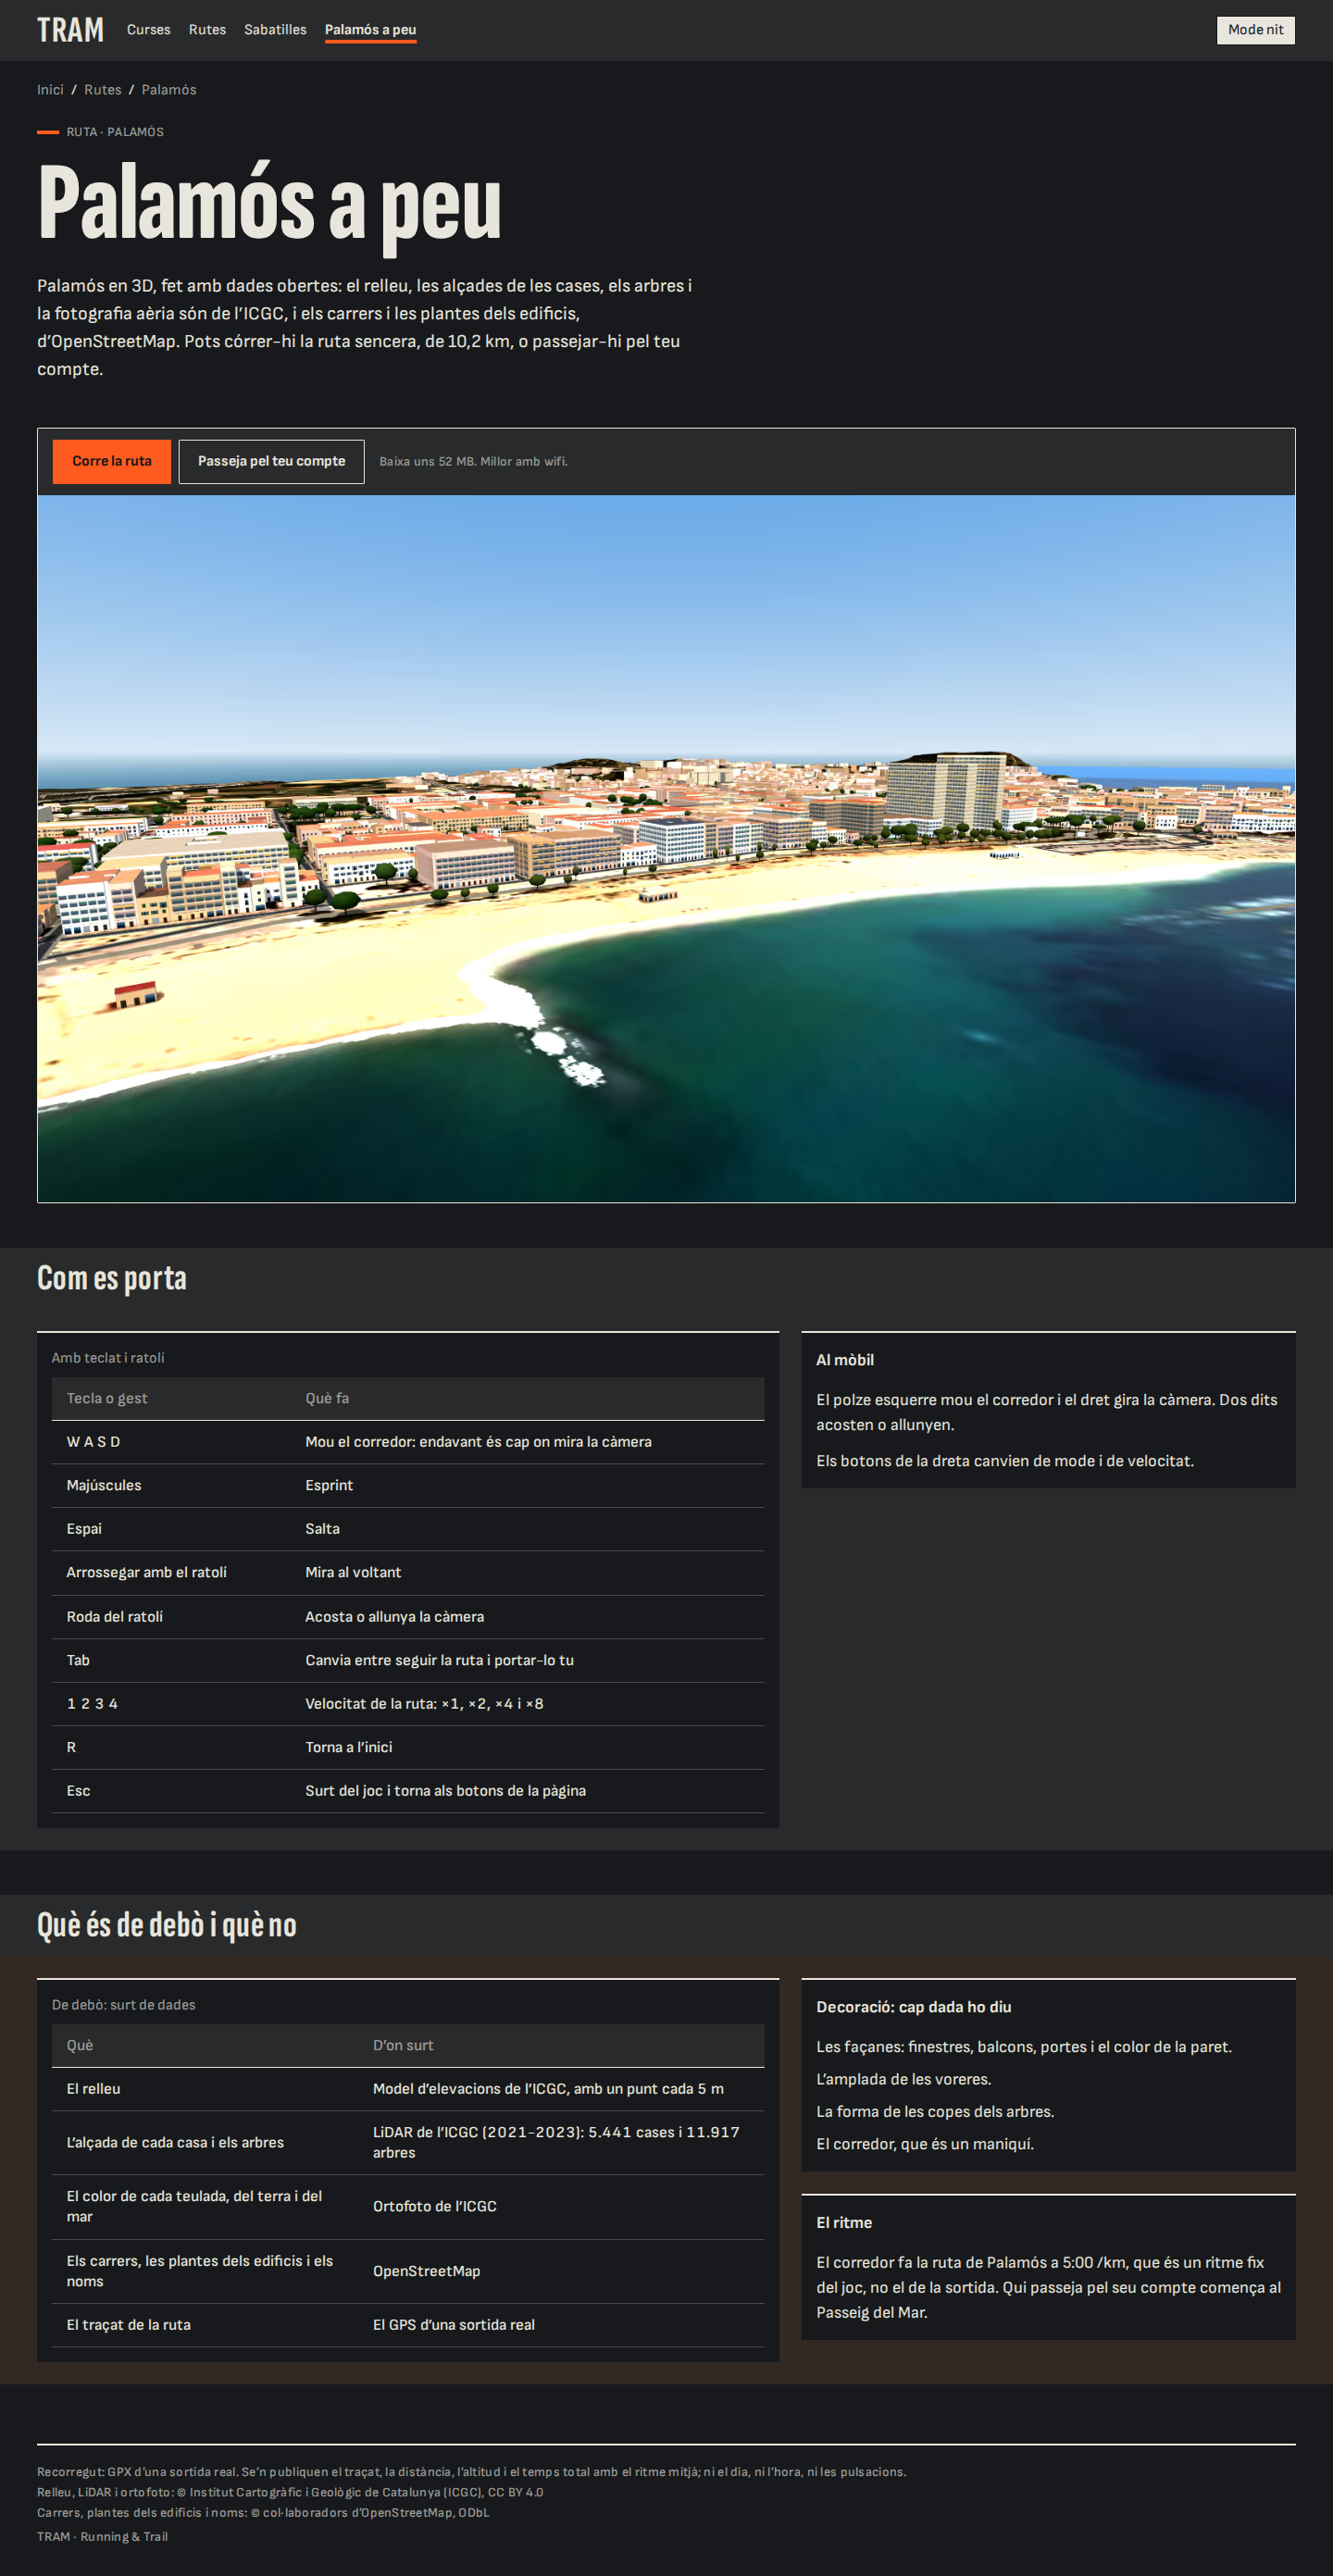 TRAM Curses Rutes Sabatilles Palamós a peu Mode nit
Inici / Rutes / Palamós
RUTA · PALAMÓS
Palamós a peu
Palamós en 3D, fet amb dades obertes: el relleu, les alçades de les cases, els arbres i
la fotografia aèria són de l’ICGC, i els carrers i les plantes dels edificis,
d’OpenStreetMap. Pots córrer-hi la ruta sencera, de 10,2 km, o passejar-hi pel teu
compte.
Corre la ruta Passeja pel teu compte Baixa uns 52 MB. Millor amb wifi.
Com es porta
Amb teclat i ratolí
Tecla o gest Què fa
W A S D Mou el corredor: endavant és cap on mira la càmera
Majúscules Esprint
Espai Salta
Arrossegar amb el ratolí Mira al voltant
Roda del ratolí Acosta o allunya la càmera
Tab Canvia entre seguir la ruta i portar-lo tu
1 2 3 4 Velocitat de la ruta: ×1, ×2, ×4 i ×8
R Torna a l’inici
Esc Surt del joc i torna als botons de la pàgina
Al mòbil
El polze esquerre mou el corredor i el dret gira la càmera. Dos dits
acosten o allunyen.
Els botons de la dreta canvien de mode i de velocitat.
Què és de debò i què no
De debò: surt de dades
Què D’on surt
El relleu Model d’elevacions de l’ICGC, amb un punt cada 5 m
L’alçada de cada casa i els arbres LiDAR de l’ICGC (2021-2023): 5.441 cases i 11.917
arbres
El color de cada teulada, del terra i del
mar Ortofoto de l’ICGC
Els carrers, les plantes dels edificis i els
noms OpenStreetMap
El traçat de la ruta El GPS d’una sortida real
Decoració: cap dada ho diu
Les façanes: finestres, balcons, portes i el color de la paret.
L’amplada de les voreres.
La forma de les copes dels arbres.
El corredor, que és un maniquí.
El ritme
El corredor fa la ruta de Palamós a 5:00 /km, que és un ritme fix
del joc, no el de la sortida. Qui passeja pel seu compte comença al
Passeig del Mar.
Recorregut: GPX d’una sortida real. Se’n publiquen el traçat, la distància, l’altitud i el temps total amb el ritme mitjà; ni el dia, ni l’hora, ni les pulsacions.
Relleu, LiDAR i ortofoto: © Institut Cartogràfic i Geològic de Catalunya (ICGC), CC BY 4.0
Carrers, plantes dels edificis i noms: © col·laboradors d’OpenStreetMap, ODbL
TRAM · Running & Trail